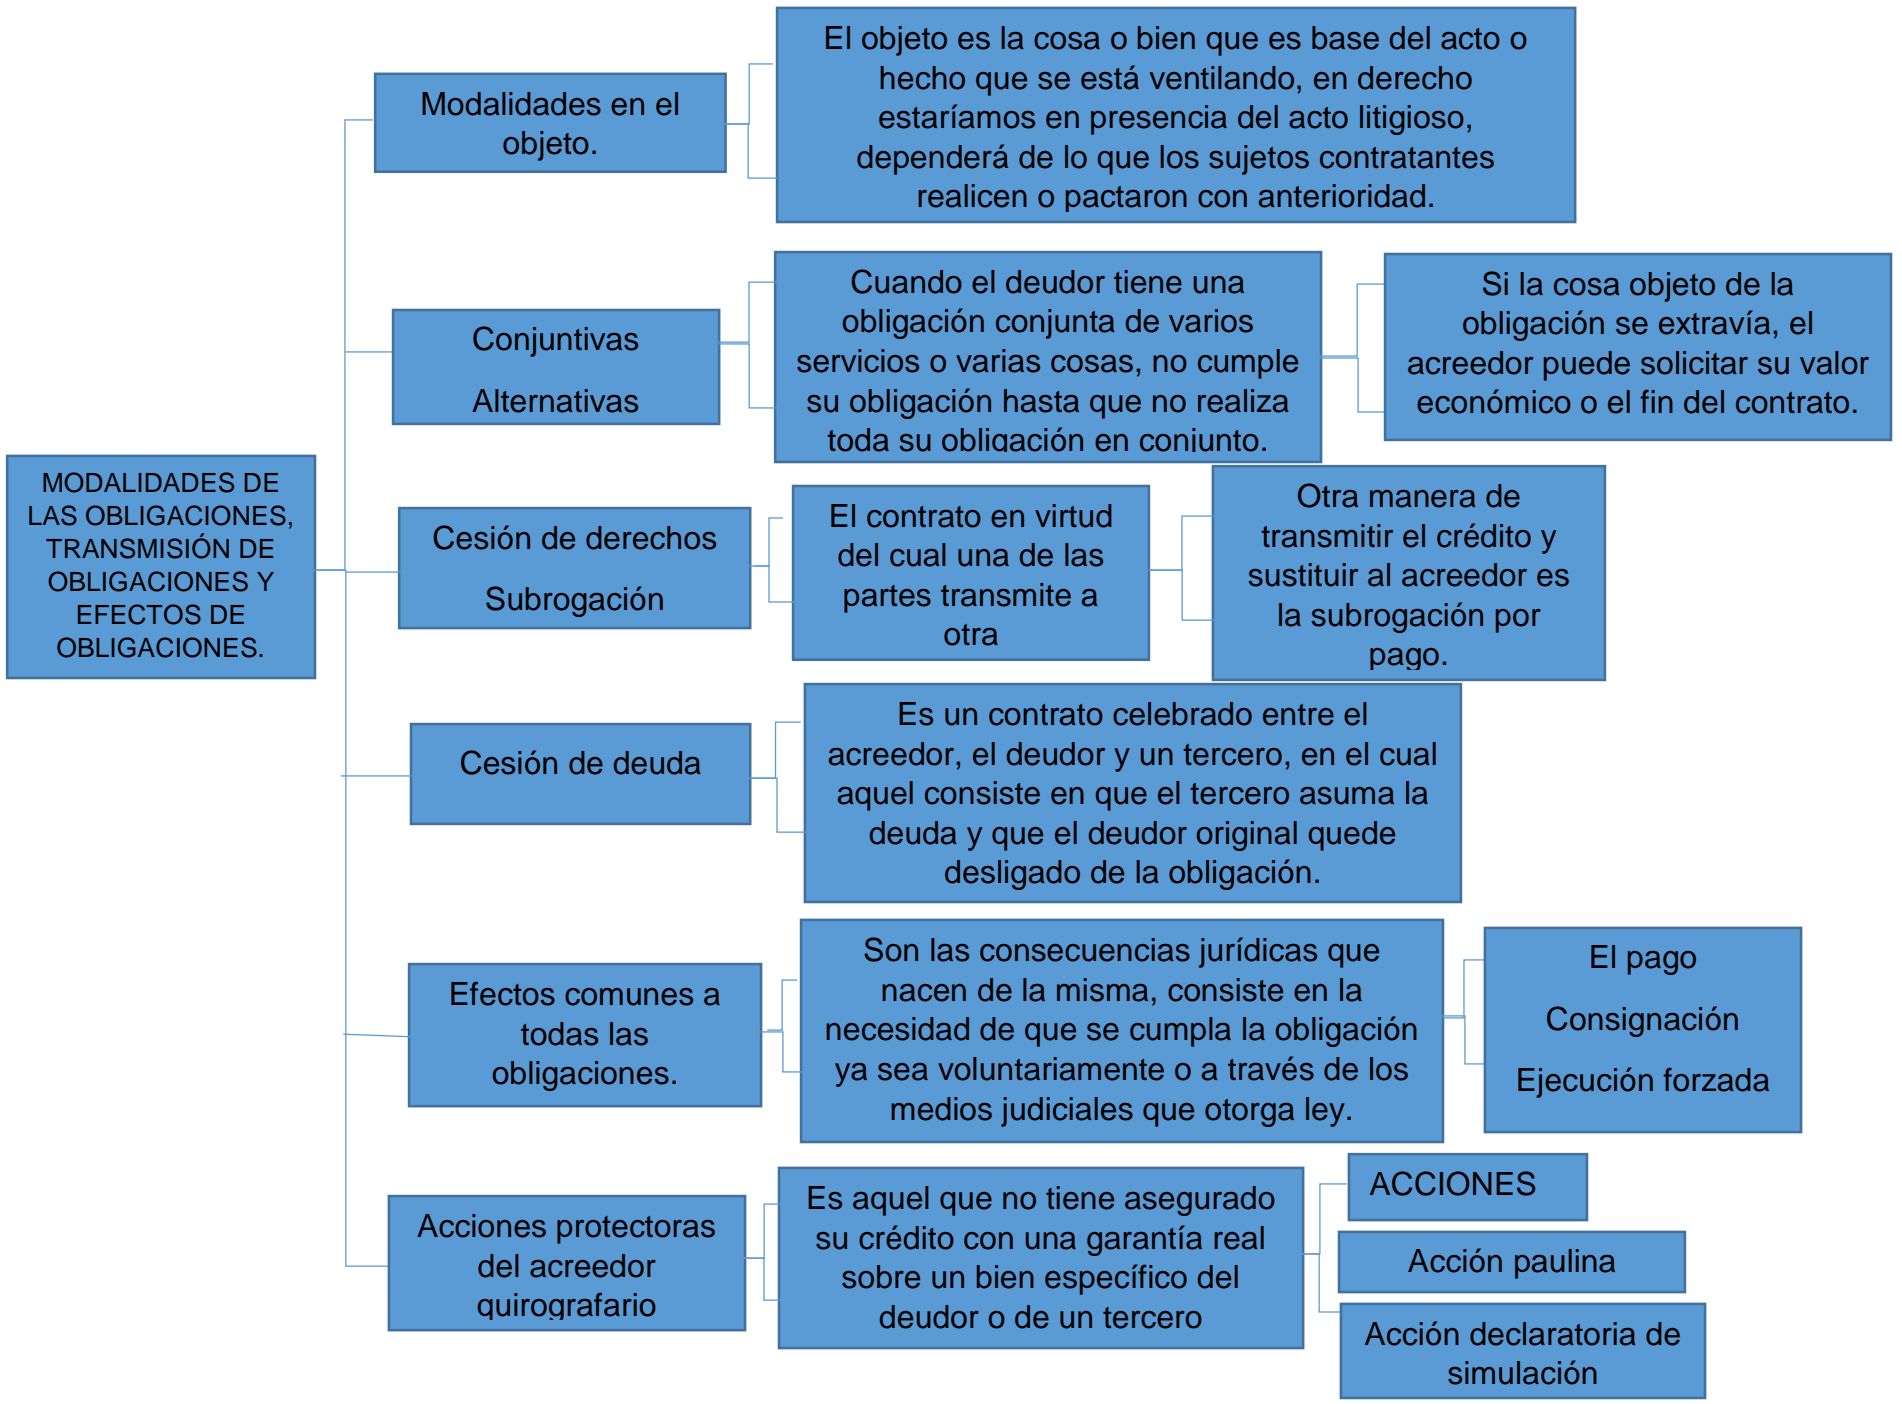 MODALIDADES DE
LAS OBLIGACIONES,
TRANSMISIÓN DE
OBLIGACIONES Y
EFECTOS DE
OBLIGACIONES.
Modalidades en el
objeto.
El objeto es la cosa o bien que es base del acto o
hecho que se está ventilando, en derecho
estaríamos en presencia del acto litigioso,
dependerá de lo que los sujetos contratantes
realicen o pactaron con anterioridad.
Conjuntivas
Alternativas
Cuando el deudor tiene una
obligación conjunta de varios
servicios o varias cosas, no cumple
su obligación hasta que no realiza
toda su obligación en conjunto.
Si la cosa objeto de la
obligación se extravía, el
acreedor puede solicitar su valor
económico o el fin del contrato.
Cesión de derechos
Subrogación
El contrato en virtud
del cual una de las
partes transmite a
otra
Otra manera de
transmitir el crédito y
sustituir al acreedor es
la subrogación por
pago.
Cesión de deuda
Es un contrato celebrado entre el
acreedor, el deudor y un tercero, en el cual
aquel consiste en que el tercero asuma la
deuda y que el deudor original quede
desligado de la obligación.
Efectos comunes a
todas las
obligaciones.
Son las consecuencias jurídicas que
nacen de la misma, consiste en la
necesidad de que se cumpla la obligación
ya sea voluntariamente o a través de los
medios judiciales que otorga ley.
El pago
Consignación
Ejecución forzada
Acciones protectoras
del acreedor
quirografario
Es aquel que no tiene asegurado
su crédito con una garantía real
sobre un bien específico del
deudor o de un tercero
ACCIONES
Acción paulina
Acción declaratoria de
simulación